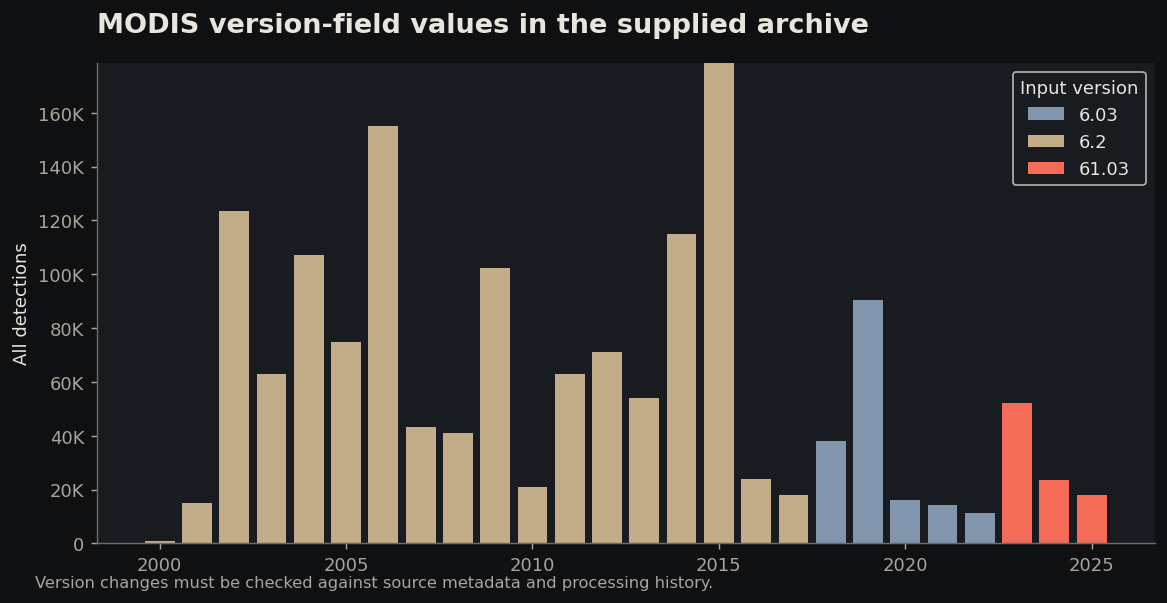 MODIS version-field values in the supplied archive
Input version
6.03
6.2
61.03
160K
140K
120K
100K
80K
60K
40K
20K
0
All detections
2000 2005 2010 2015 2020 2025
Version changes must be checked against source metadata and processing history.